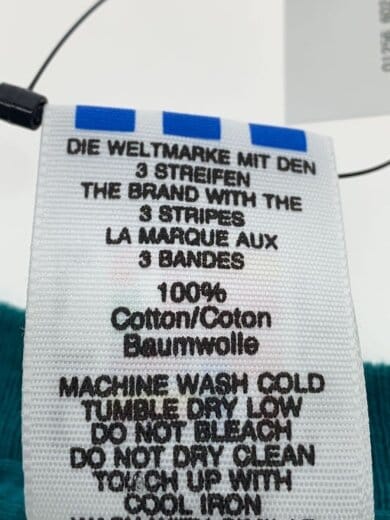 DIE WELTMARKE MIT DEN
3 STREIFEN
THE BRAND WITH THE
3 STRIPES
LA MARQUE AUX
3 BANDES
100%
Cotton/Coton
Baumwolle
MACHINE WASH COLD
TUMBLE DRY LOW
DO NOT BLEACH
DO NOT DRY CLEAN
TOUCH UP WITH
COOL IRON